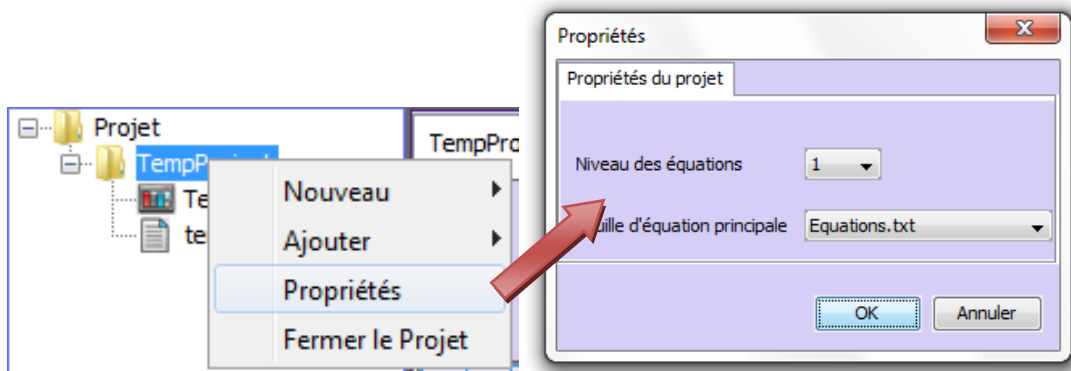 Projet
TempP
Te
te
Nouveau
Ajouter
Propriétés
Fermer le Projet
TempPro
Propriétés
Propriétés du projet
Niveau des équations 1
uille d'équation principale Equations.txt
OK Annuler